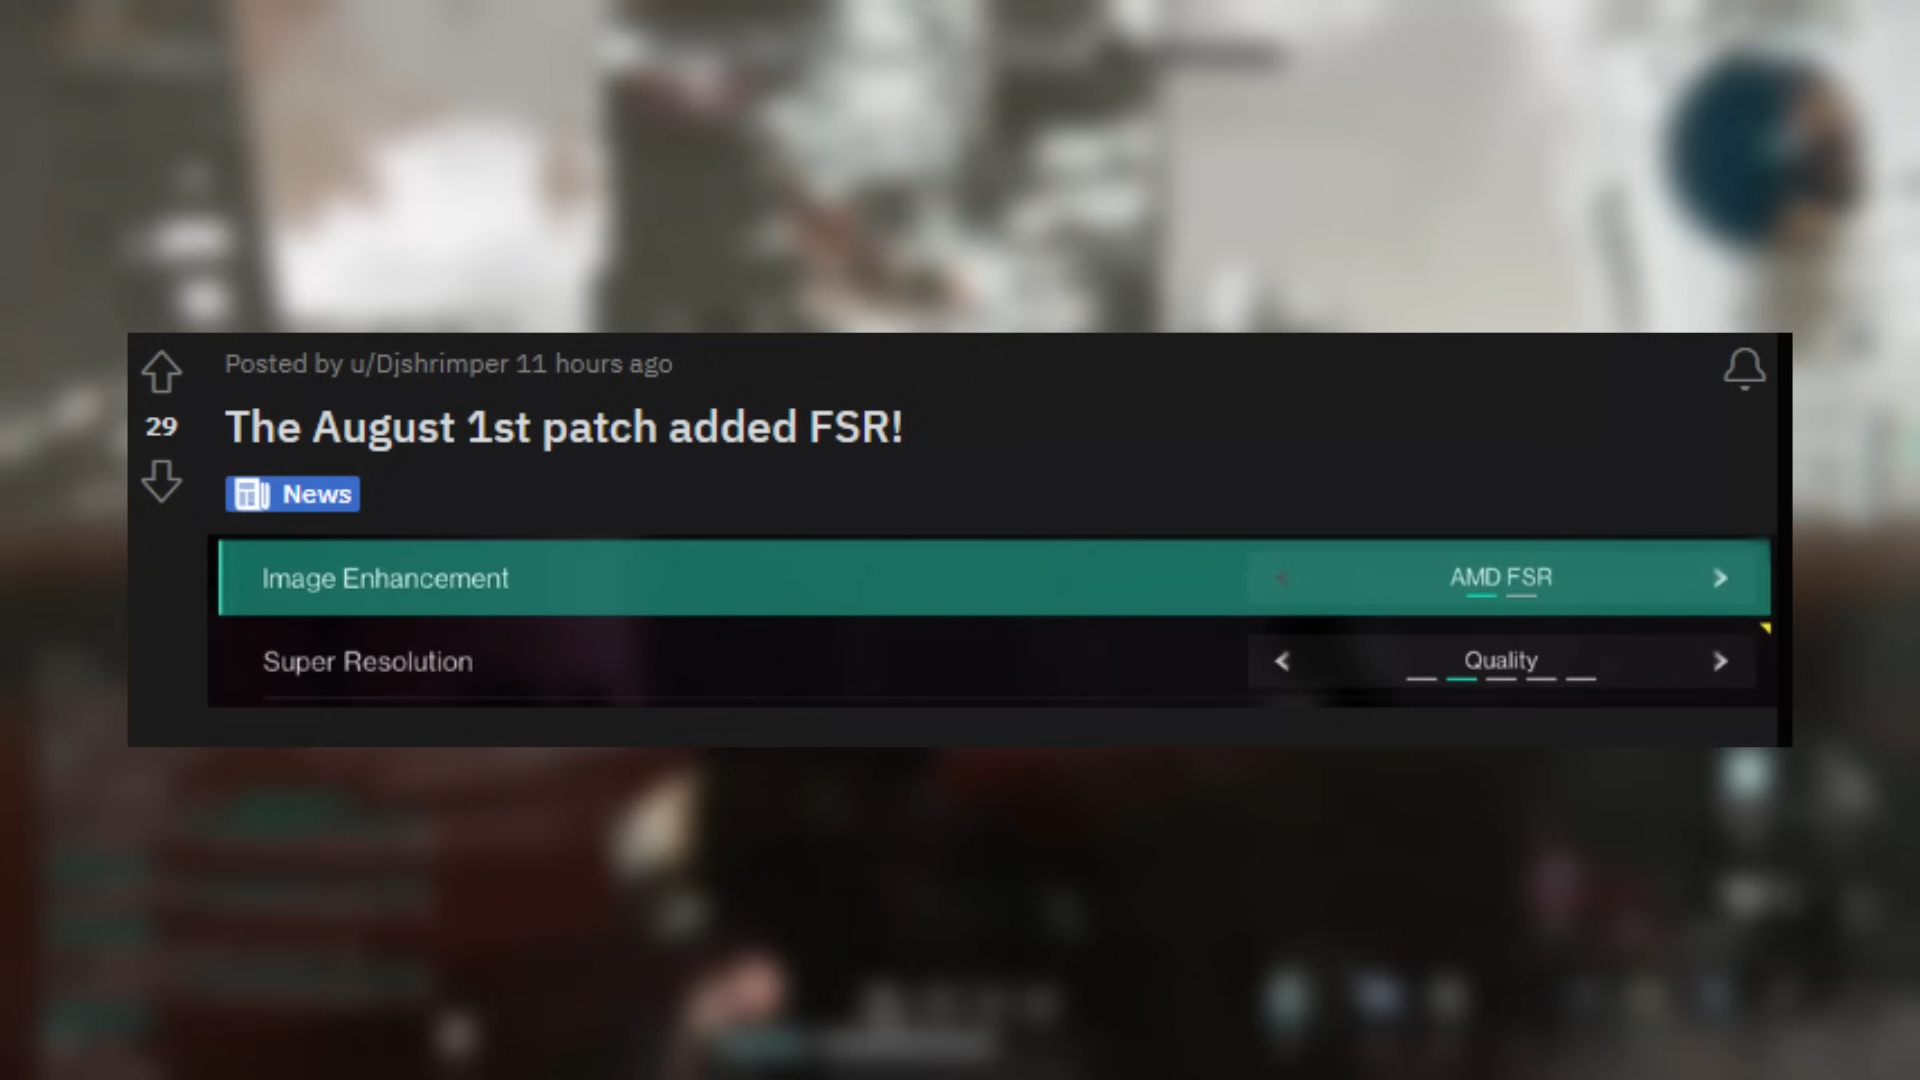 Posted by u/Djshrimper 11 hours ago
29
The August 1st patch added FSR!
News
Image Enhancement
AMD FSR
Super Resolution
Quality